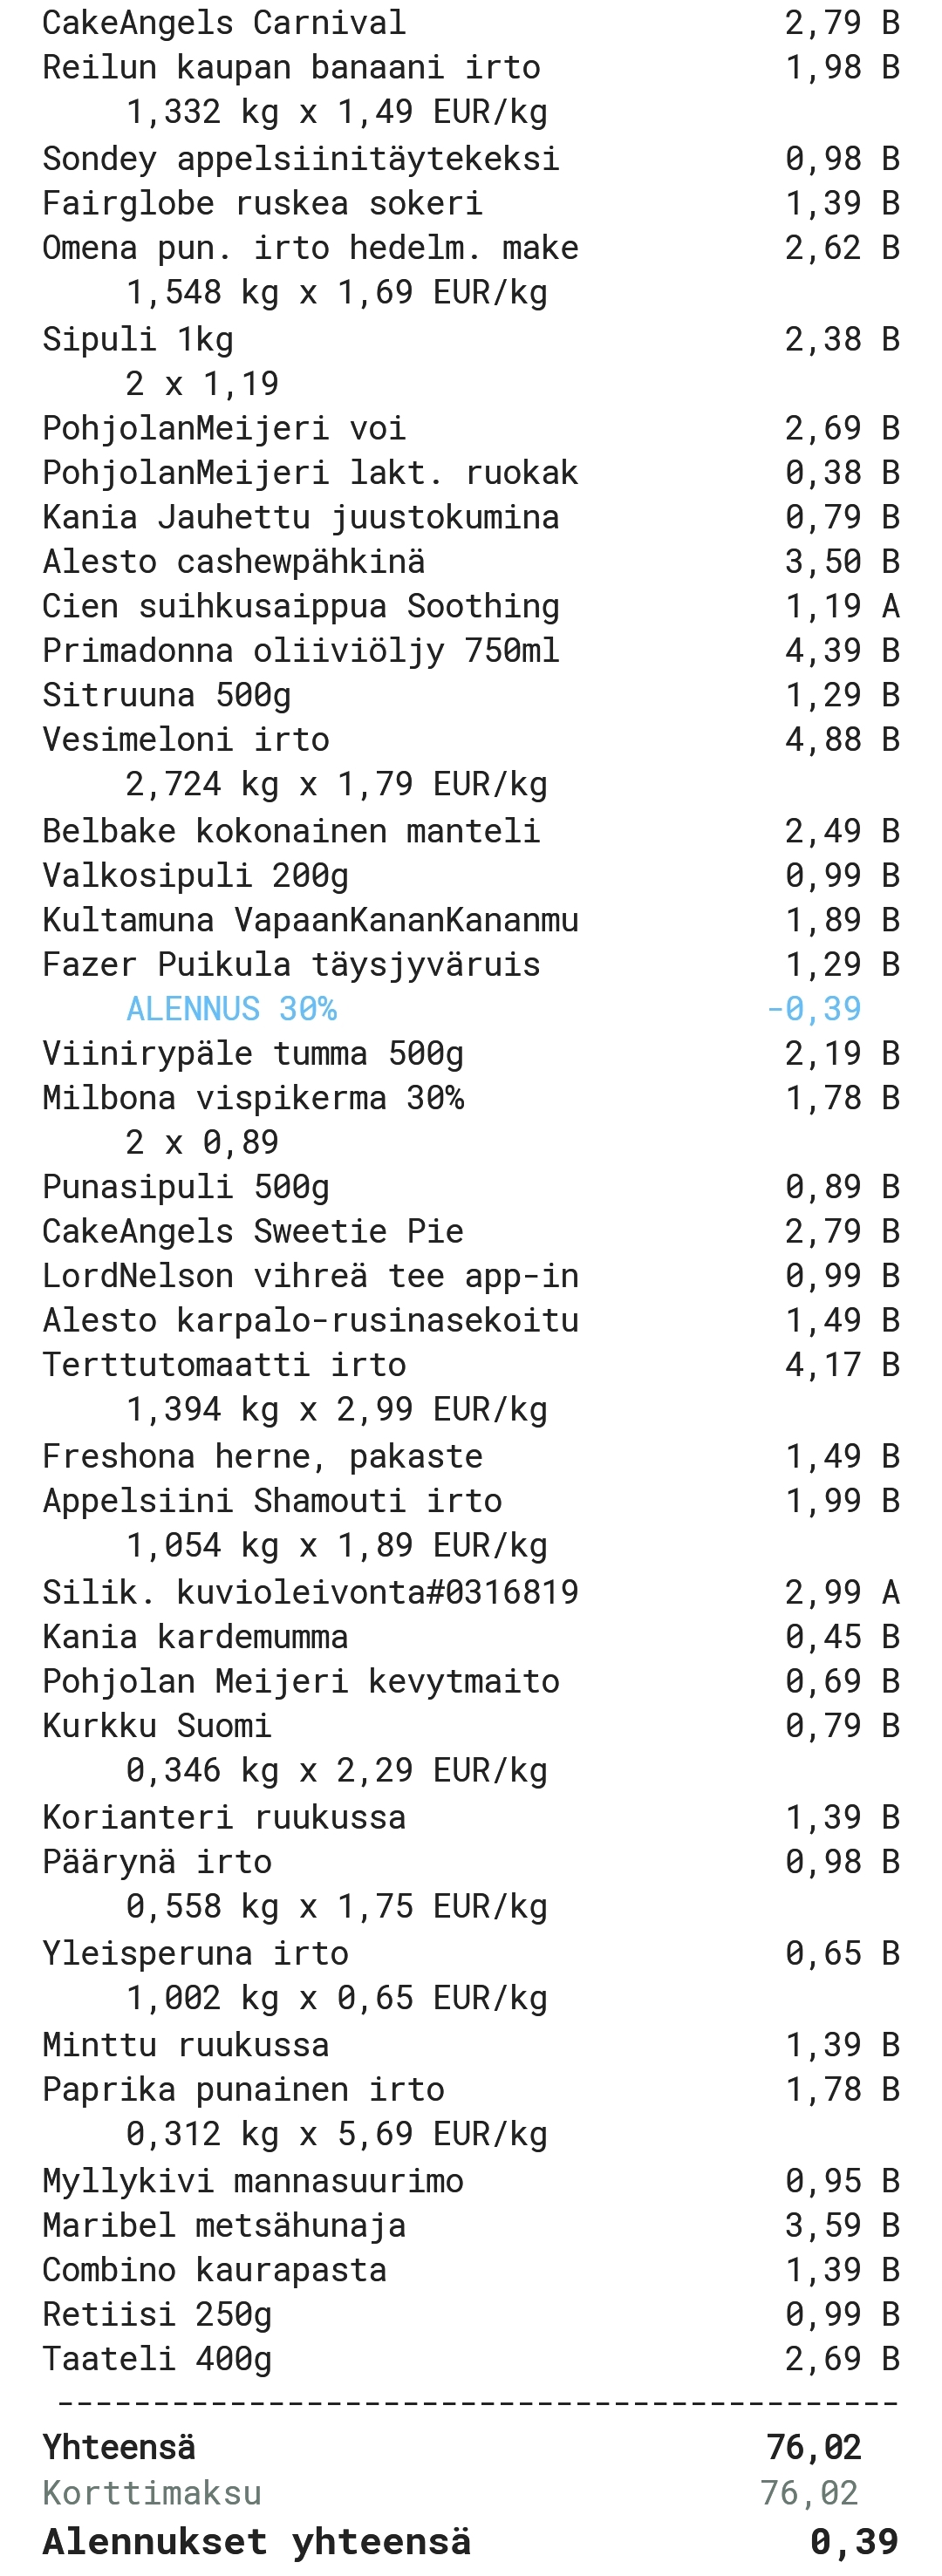 CakeAngels Carnival 2,79 B
Reilun kaupan banaani irto 1,98 B
1,332 kg x 1,49 EUR/kg
Sondey appelsiinitäytekeksi 0,98 B
Fairglobe ruskea sokeri 1,39 B
Omena pun. irto hedelm. make 2,62 B
1,548 kg x 1,69 EUR/kg
Sipuli 1kg 2,38 B
2 x 1,19
PohjolanMeijeri voi 2,69 B
PohjolanMeijeri lakt. ruokak 0,38 B
Kania Jauhettu juustokumina 0,79 B
Alesto cashewpähkinä 3,50 B
Cien suihkusaippua Soothing 1,19 A
Primadonna oliiviöljy 750ml 4,39 B
Sitruuna 500g 1,29 B
Vesimeloni irto 4,88 B
2,724 kg x 1,79 EUR/kg
Belbake kokonainen manteli 2,49 B
Valkosipuli 200g 0,99 B
Kultamuna VapaanKananKananmu 1,89 B
Fazer Puikula täysjyväruis 1,29 B
ALENNUS 30% -0,39
Viinirypäle tumma 500g 2,19 B
Milbona vispikerma 30% 1,78 B
2 x 0,89
Punasipuli 500g 0,89 B
CakeAngels Sweetie Pie 2,79 B
LordNelson vihreä tee app-in 0,99 B
Alesto karpalo-rusinasekoitu 1,49 B
Terttutomaatti irto 4,17 B
1,394 kg x 2,99 EUR/kg
Freshona herne, pakaste 1,49 B
Appelsiini Shamouti irto 1,99 B
1,054 kg x 1,89 EUR/kg
Silik. kuvioleivonta#0316819 2,99 A
Kania kardemumma 0,45 B
Pohjolan Meijeri kevytmaito 0,69 B
Kurkku Suomi 0,79 B
0,346 kg x 2,29 EUR/kg
Korianteri ruukussa 1,39 B
Päärynä irto 0,98 B
0,558 kg x 1,75 EUR/kg
Yleisperuna irto 0,65 B
1,002 kg x 0,65 EUR/kg
Minttu ruukussa 1,39 B
Paprika punainen irto 1,78 B
0,312 kg x 5,69 EUR/kg
Myllykivi mannasuurimo 0,95 B
Maribel metsähunaja 3,59 B
Combino kaurapasta 1,39 B
Retiisi 250g 0,99 B
Taateli 400g 2,69 B
--------------------------------------------
Yhteensä 76,02
Korttimaksu 76,02
Alennukset yhteensä 0,39